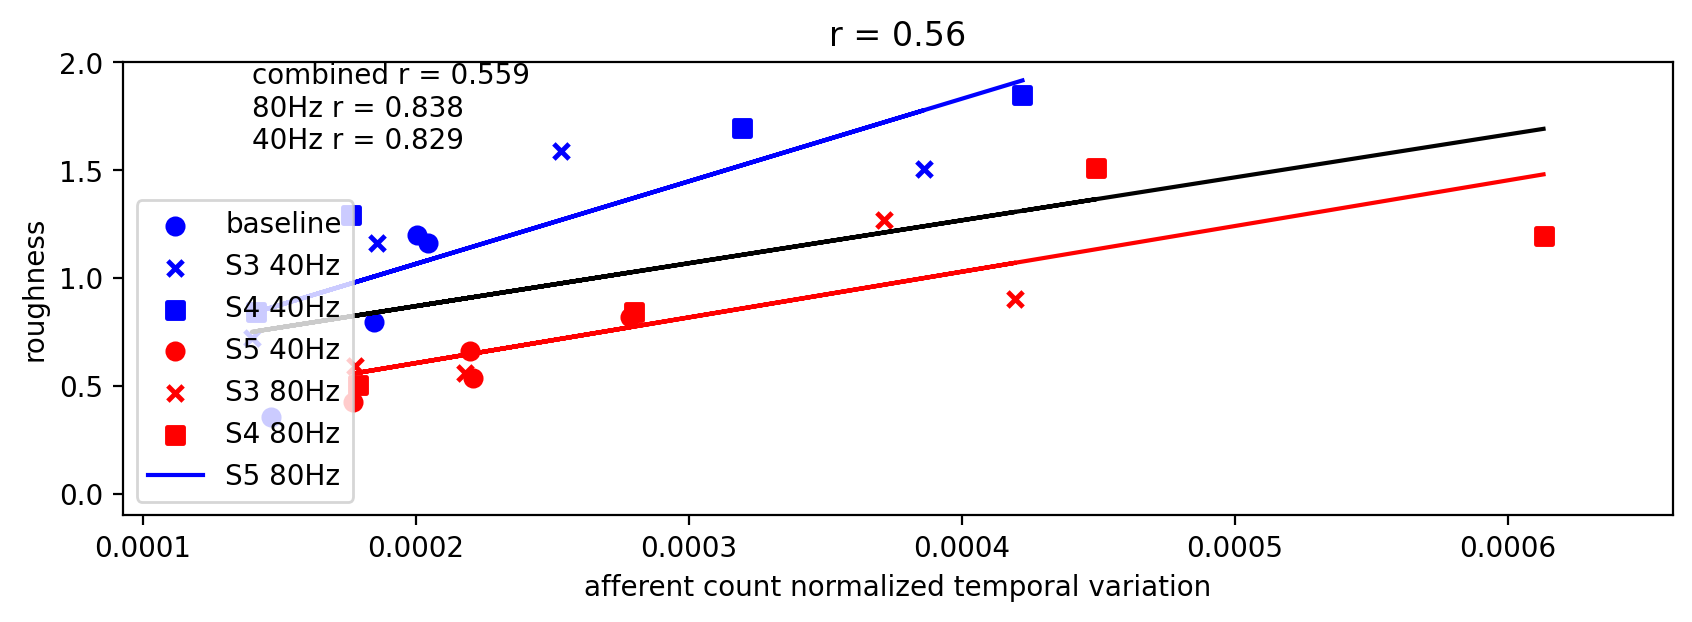 r = 0.56
combined r = 0.559
80Hz r = 0.838
40Hz r = 0.829
roughness
2.0
1.5
1.0
0.5
0.0
baseline
S3 40Hz
S4 40Hz
S5 40Hz
S3 80Hz
S4 80Hz
S5 80Hz
0.0001 0.0002 0.0003 0.0004 0.0005 0.0006
afferent count normalized temporal variation